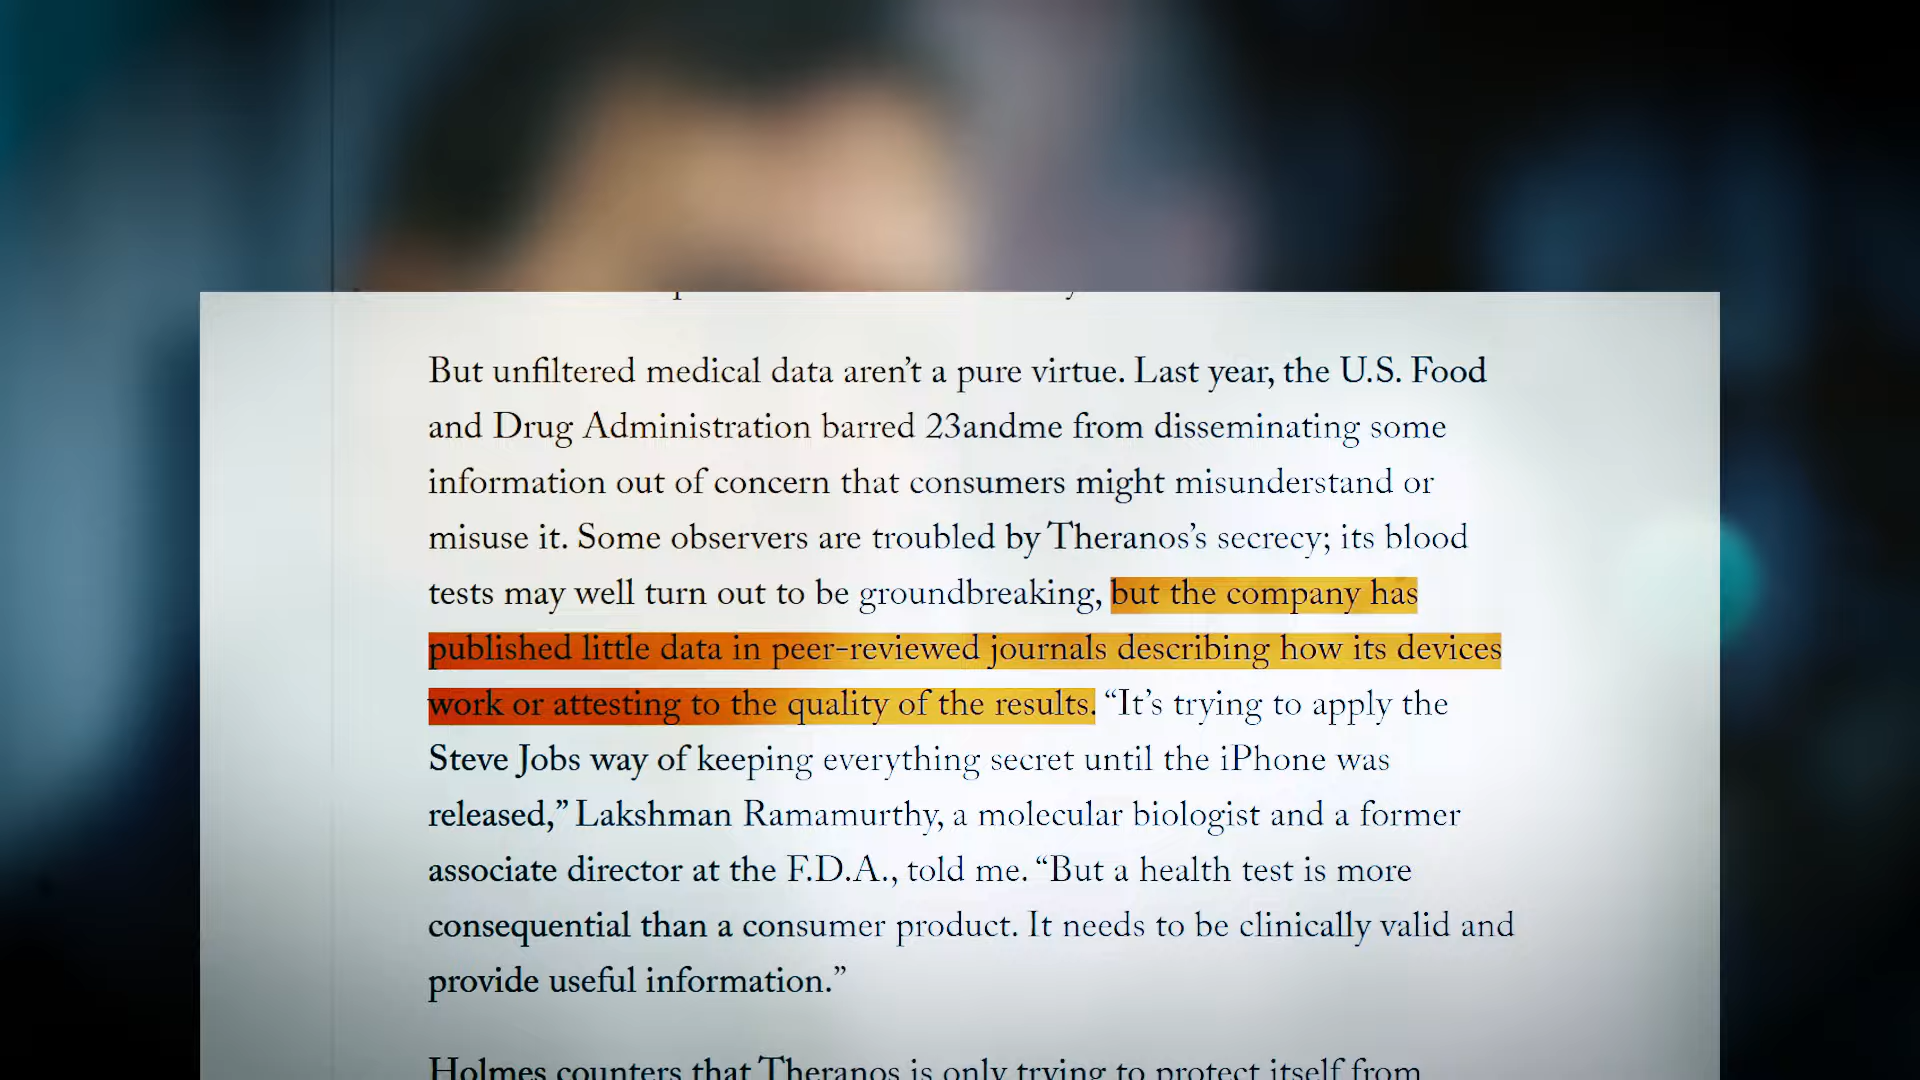 But unfiltered medical data aren’t a pure virtue. Last year, the U.S. Food
and Drug Administration barred 23andme from disseminating some
information out of concern that consumers might misunderstand or
misuse it. Some observers are troubled by Theranos’s secrecy; its blood
tests may well turn out to be groundbreaking, but the company has
published little data in peer-reviewed journals describing how its devices
work or attesting to the quality of the results. “It’s trying to apply the
Steve Jobs way of keeping everything secret until the iPhone was
released,” Lakshman Ramamurthy, a molecular biologist and a former
associate director at the F.D.A., told me. “But a health test is more
consequential than a consumer product. It needs to be clinically valid and
provide useful information.”
Holmes counters that Theranos is only trying to protect itself from